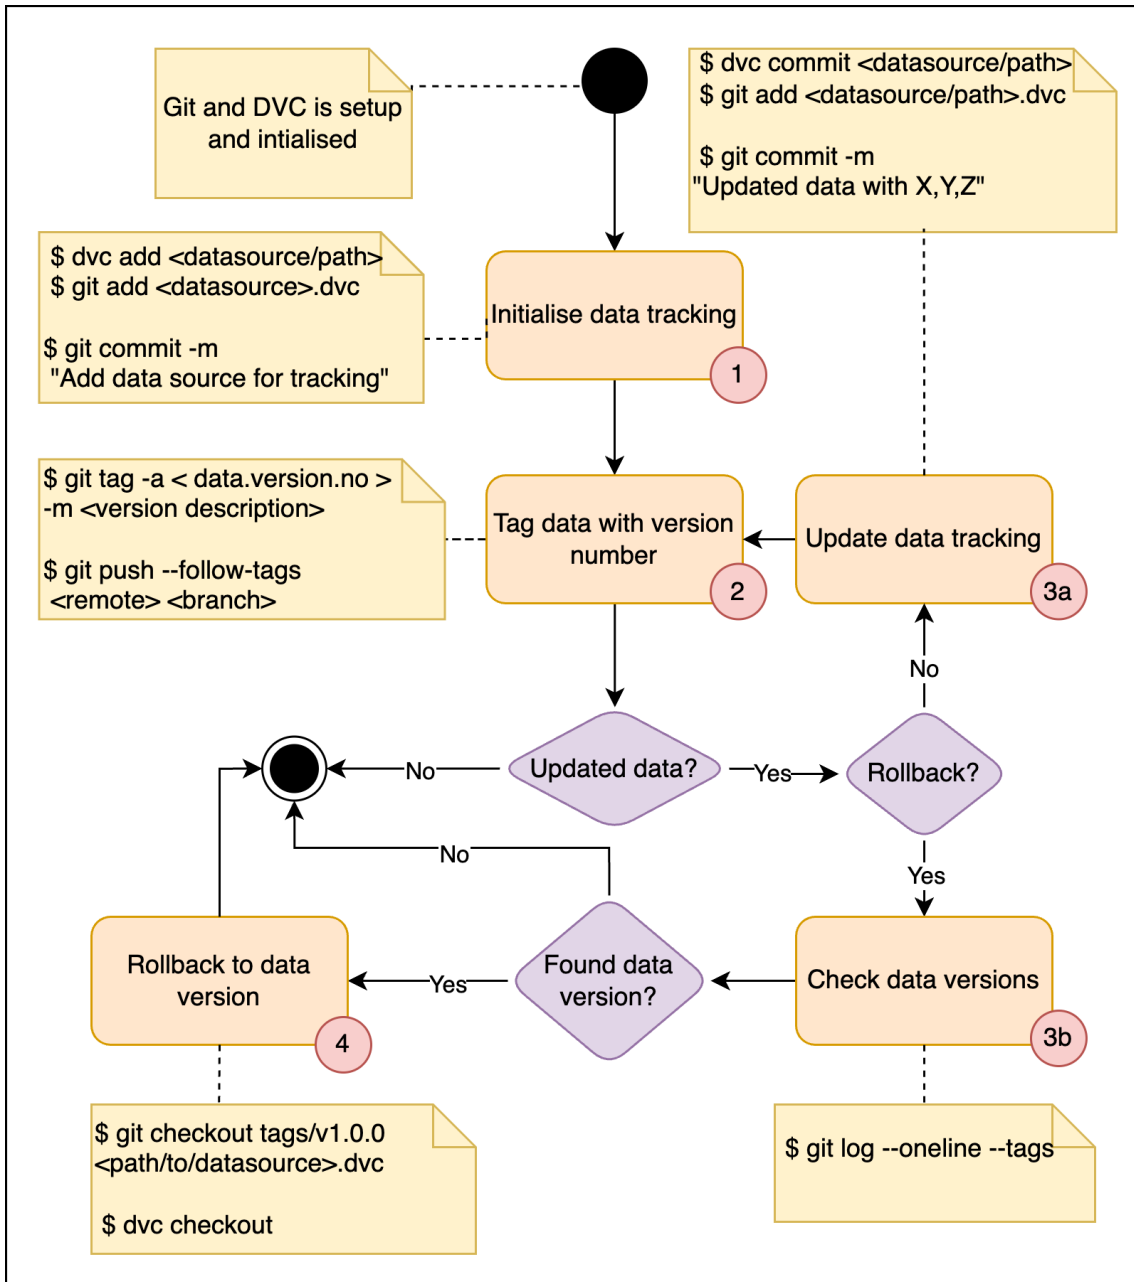 Git and DVC is setup
and intialised
$ dvc commit <datasource/path>
$ git add <datasource/path>.dvc
$ git commit -m
"Updated data with X,Y,Z"
$ dvc add <datasource/path>
$ git add <datasource>.dvc
$ git commit -m
"Add data source for tracking"
Initialise data tracking
1
$ git tag -a < data.version.no >
-m <version description>
$ git push --follow-tags
<remote> <branch>
Tag data with version
number
2
Update data tracking
3a
No
Updated data?
No
Yes
Rollback?
No
Yes
Rollback to data
version
4
Yes
Found data
version?
Check data versions
3b
$ git checkout tags/v1.0.0
<path/to/datasource>.dvc
$ dvc checkout
$ git log --oneline --tags